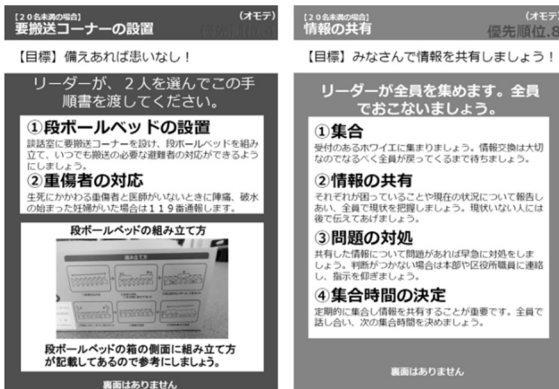 【20名未満の場合】
(オモテ)
要搬送コーナーの設置
【目標】備えあれば患いなし!
リーダーが、2人を選んでこの手
順書を渡してください。
①段ボールベッドの設置
談話室に要搬送コーナーを設け、段ボールベッドを組み
立て、いつでも搬送の必要な避難者の対応ができるよう
にしましょう。
②重傷者の対応
生死にかかわる重傷者と医師がいないときに陣痛、破水
の始まった妊婦がいた場合は119番通報します。
段ボールベッドの組み立て方
組み立て方
段ボールベッドの箱の側面に組み立て方
が記載してあるので参考にしましょう。
裏面はありません
【20名未満の場合】
(オモテ)
情報の共有
優先順位.8
【目標】みなさんで情報を共有しましょう!
リーダーが全員を集めます。全員
でおこないましょう。
①集合
受付のあるホワイエに集まりましょう。情報交換は大切
なのでなるべく全員が戻ってくるまで待ちましょう。
②情報の共有
それぞれが困っていることや現在の状況について報告し
あい、全員で現状を把握しましょう。現状いない人には
後で伝えてあげましょう。
③問題の対処
共有した情報について問題があれば早急に対処をしま
しょう。判断がつかない場合は本部や区役所職員に連絡
し、指示を仰ぎましょう。
④集合時間の決定
定期的に集合し情報を共有することが重要です。全員で
話し合い、次の集合時間を決めましょう。
裏面はありません